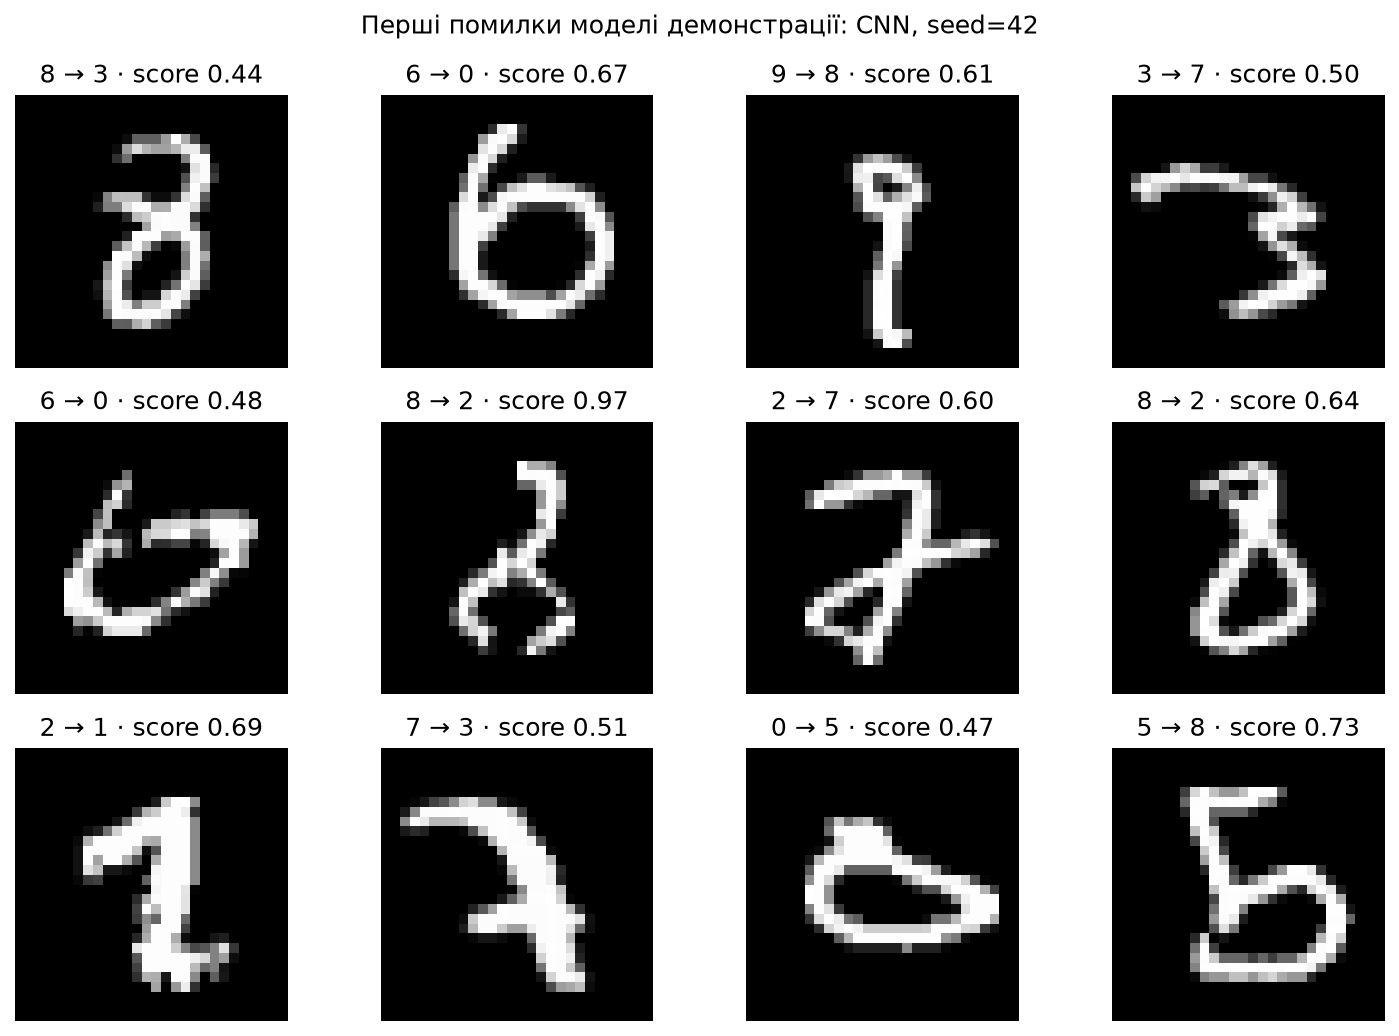 Перші помилки моделі демонстрації: CNN, seed=42
8 → 3 · score 0.44
6 → 0 · score 0.67
9 → 8 · score 0.61
3 → 7 · score 0.50
6 → 0 · score 0.48
8 → 2 · score 0.97
2 → 7 · score 0.60
8 → 2 · score 0.64
2 → 1 · score 0.69
7 → 3 · score 0.51
0 → 5 · score 0.47
5 → 8 · score 0.73